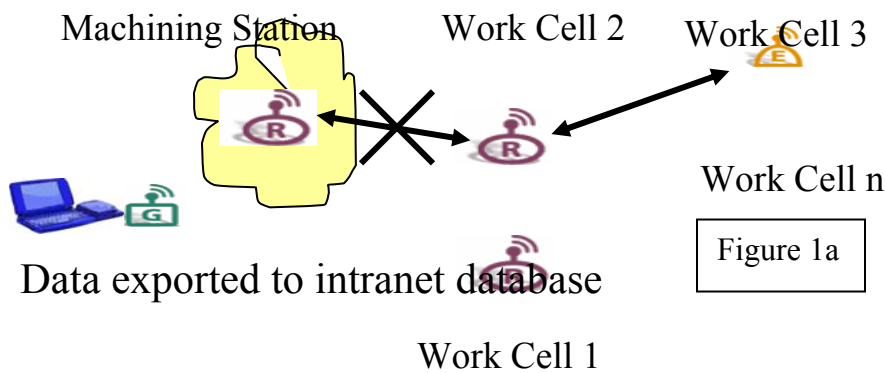 Machining Station
Work Cell 2
Work Cell 3
E
R
R
Work Cell n
G
Figure 1a
R
Data exported to intranet database
Work Cell 1